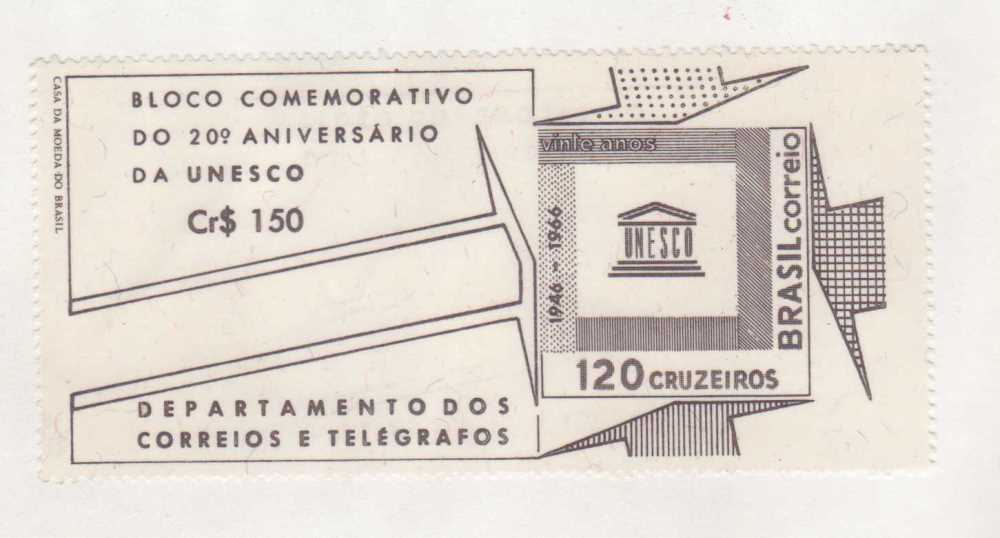 CASA DA MOEDA DO BRASIL
BLOCO COMEMORATIVO
DO 20º ANIVERSÁRIO
DA UNESCO
Cr$ 150
DEPARTAMENTO DOS
CORREIOS E TELÉGRAFOS
vinte anos
1946 - 1966
UNESCO
BRASIL correio
120 CRUZEIROS